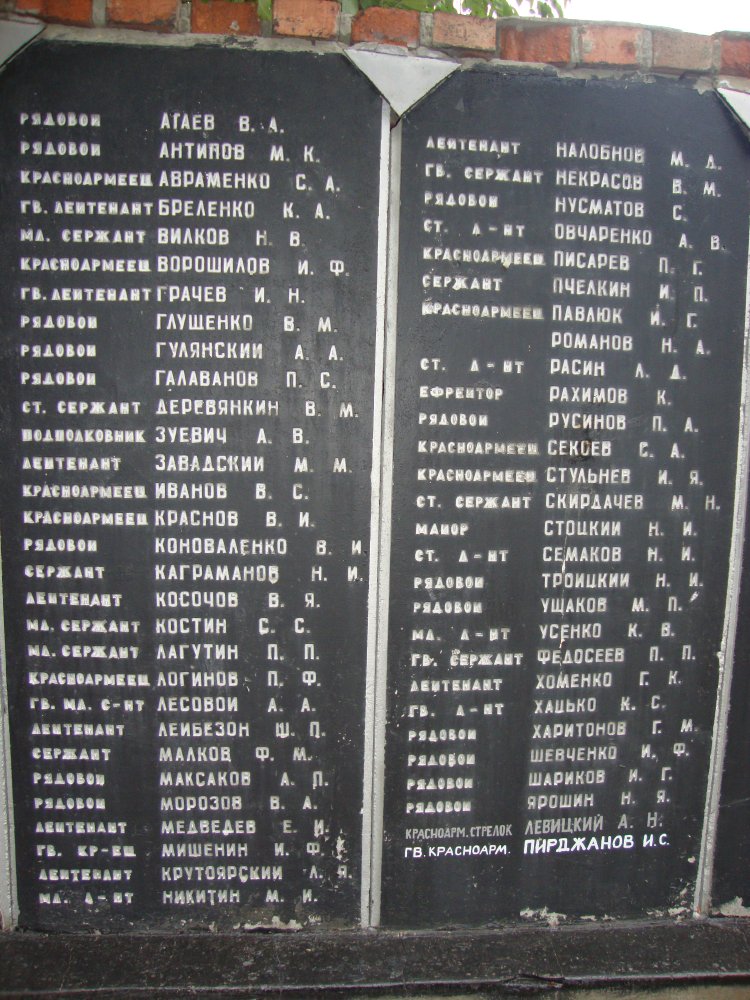 РЯДОВОЙ АГАЕВ В. А.
РЯДОВОЙ АНТИПОВ М. К.
КРАСНОАРМЕЕЦ АВРАМЕНКО С. А.
ГВ. ЛЕЙТЕНАНТ БРЕЛЕНКО К. А.
МЛ. СЕРЖАНТ ВИЛКОВ Н. В.
КРАСНОАРМЕЕЦ ВОРОШИЛОВ И. Ф.
ГВ. ЛЕЙТЕНАНТ ГРАЧЕВ И. Н.
РЯДОВОЙ ГЛУЩЕНКО В. М.
РЯДОВОЙ ГУЛЯНСКИЙ А. А.
РЯДОВОЙ ГАЛАВАНОВ П. С.
СТ. СЕРЖАНТ ДЕРЕВЯНКИН В. М.
ПОДПОЛКОВНИК ЗУЕВИЧ А. В.
ЛЕЙТЕНАНТ ЗАВАДСКИЙ М. М.
КРАСНОАРМЕЕЦ ИВАНОВ В. С.
КРАСНОАРМЕЕЦ КРАСНОВ В. И.
РЯДОВОЙ КОНОВАЛЕНКО В. И.
СЕРЖАНТ КАГРАМАНОВ Н. И.
ЛЕЙТЕНАНТ КОСОЧОВ В. Я.
МЛ. СЕРЖАНТ КОСТИН С. С.
МЛ. СЕРЖАНТ ЛАГУТИН П. П.
КРАСНОАРМЕЕЦ ЛОГИНОВ П. Ф.
ГВ. МЛ. С-НТ ЛЕСОВОЙ А. А.
ЛЕЙТЕНАНТ ЛЕЙБЕЗОН Ш. П.
СЕРЖАНТ МАЛКОВ Ф. М.
РЯДОВОЙ МАКСАКОВ А. П.
РЯДОВОЙ МОРОЗОВ В. А.
ЛЕЙТЕНАНТ МЕДВЕДЕВ Е. И.
ГВ. КР-ЕЦ МИШЕНИН И. Ф.
ЛЕЙТЕНАНТ КРУТОЯРСКИЙ Л. Я.
МЛ. Л-НТ НИКИТИН М. И.
ЛЕЙТЕНАНТ НАЛОБНОВ М. Д.
ГВ. СЕРЖАНТ НЕКРАСОВ В. М.
РЯДОВОЙ НУСМАТОВ С.
СТ. Л-НТ ОВЧАРЕНКО А. В.
КРАСНОАРМЕЕЦ ПИСАРЕВ П. Г.
СЕРЖАНТ ПЧЕЛКИН И. П.
КРАСНОАРМЕЕЦ ПАВЛЮК И. Г.
РОМАНОВ Н. А.
СТ. Л-НТ РАСИН Л. Д.
ЕФРЕЙТОР РАХИМОВ К.
РЯДОВОЙ РУСИНОВ П. А.
КРАСНОАРМЕЕЦ СЕКОЕВ С. А.
КРАСНОАРМЕЕЦ СТУЛЬНЕВ И. Я.
СТ. СЕРЖАНТ СКИРДАЧЕВ М. Н.
МАЙОР СТОЦКИЙ Н. И.
СТ. Л-НТ СЕМАКОВ Н. И.
РЯДОВОЙ ТРОИЦКИЙ Н. И.
РЯДОВОЙ УШАКОВ М. П.
МЛ. Л-НТ УСЕНКО К. В.
ГВ. СЕРЖАНТ ФЕДОСЕЕВ П. П.
ЛЕЙТЕНАНТ ХОМЕНКО Г. К.
ГВ. Л-НТ ХАЦЬКО К. С.
РЯДОВОЙ ХАРИТОНОВ Г. М.
РЯДОВОЙ ШЕВЧЕНКО И. Ф.
РЯДОВОЙ ШАРИКОВ И. Г.
РЯДОВОЙ ЯРОШИН Н. Я.
КРАСНОАРМ. СТРЕЛОК ЛЕВИЦКИЙ А. Н.
ГВ. КРАСНОАРМ. ПИРДЖАНОВ И.С.